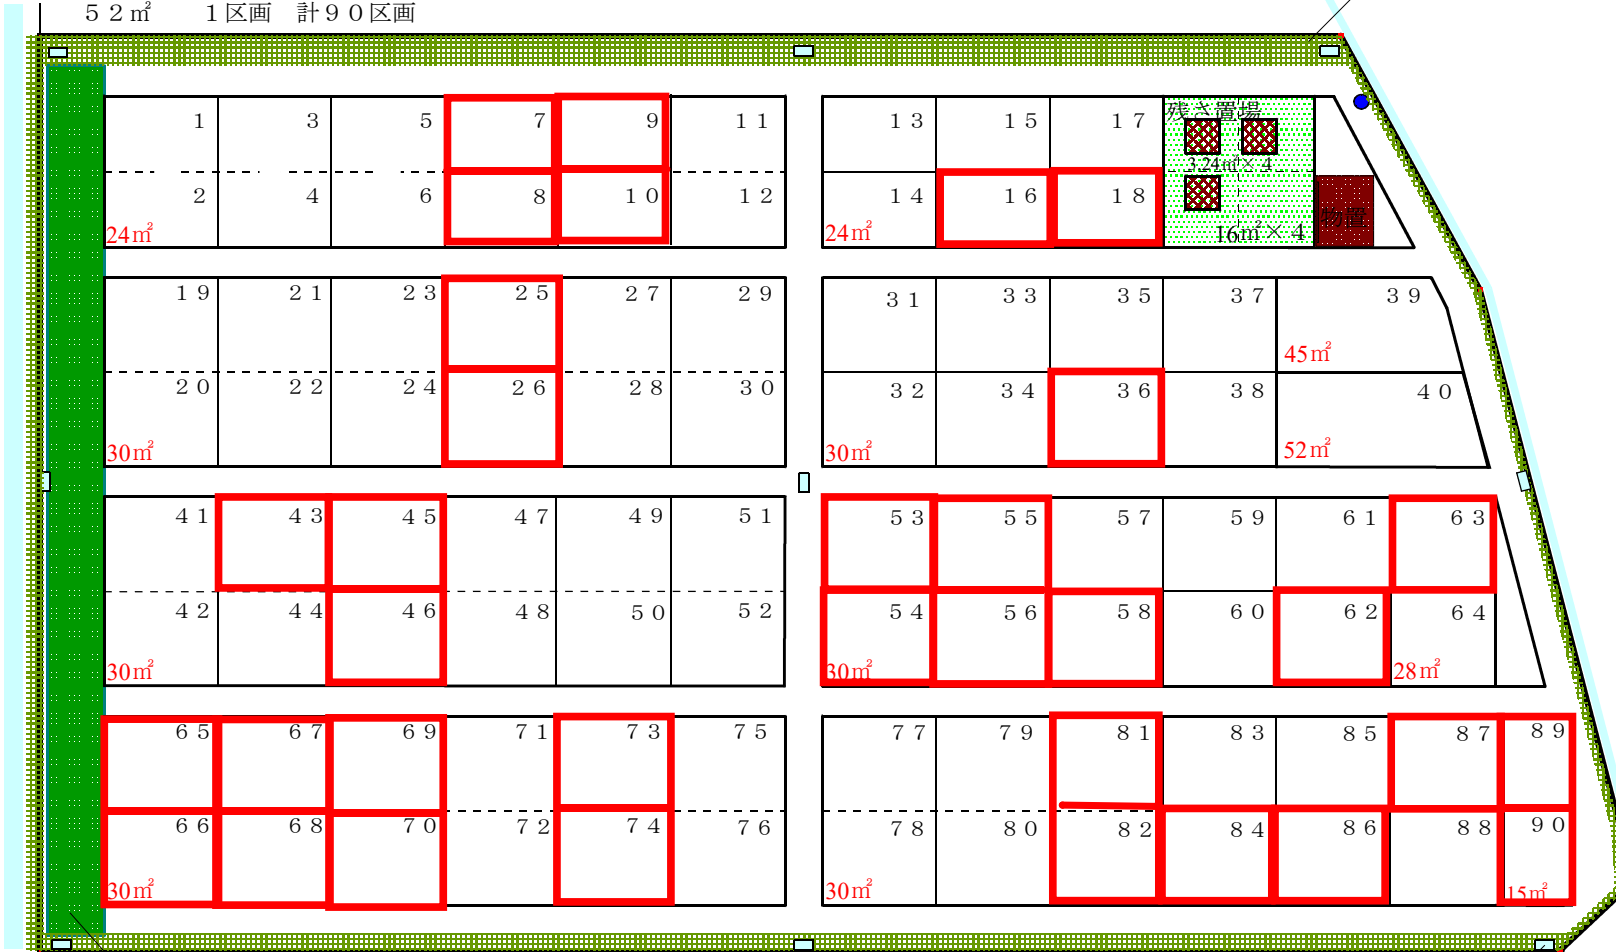 ５２㎡　１区画　計９０区画
１ ３ ５ ７ ９ １１ １３ １５ １７ 残さ置場
3.24㎡×４
２ ４ ６ ８ １０ １２ １４ １６ １８ 物置
24㎡ 24㎡ 16㎡×４
１９ ２１ ２３ ２５ ２７ ２９ ３１ ３３ ３５ ３７ ３９
45㎡
２０ ２２ ２４ ２６ ２８ ３０ ３２ ３４ ３６ ３８ ４０
30㎡ 30㎡ 52㎡
４１ ４３ ４５ ４７ ４９ ５１ ５３ ５５ ５７ ５９ ６１ ６３
４２ ４４ ４６ ４８ ５０ ５２ ５４ ５６ ５８ ６０ ６２ ６４
30㎡ 30㎡ 28㎡
６５ ６７ ６９ ７１ ７３ ７５ ７７ ７９ ８１ ８３ ８５ ８７ ８９
６６ ６８ ７０ ７２ ７４ ７６ ７８ ８０ ８２ ８４ ８６ ８８ ９０
30㎡ 30㎡ 15㎡